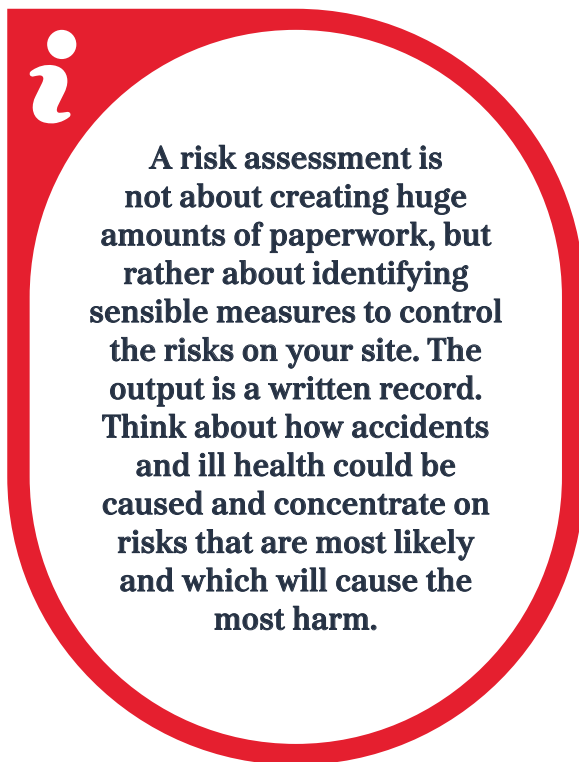 A risk assessment is
not about creating huge
amounts of paperwork, but
rather about identifying
sensible measures to control
the risks on your site. The
output is a written record.
Think about how accidents
and ill health could be
caused and concentrate on
risks that are most likely
and which will cause the
most harm.